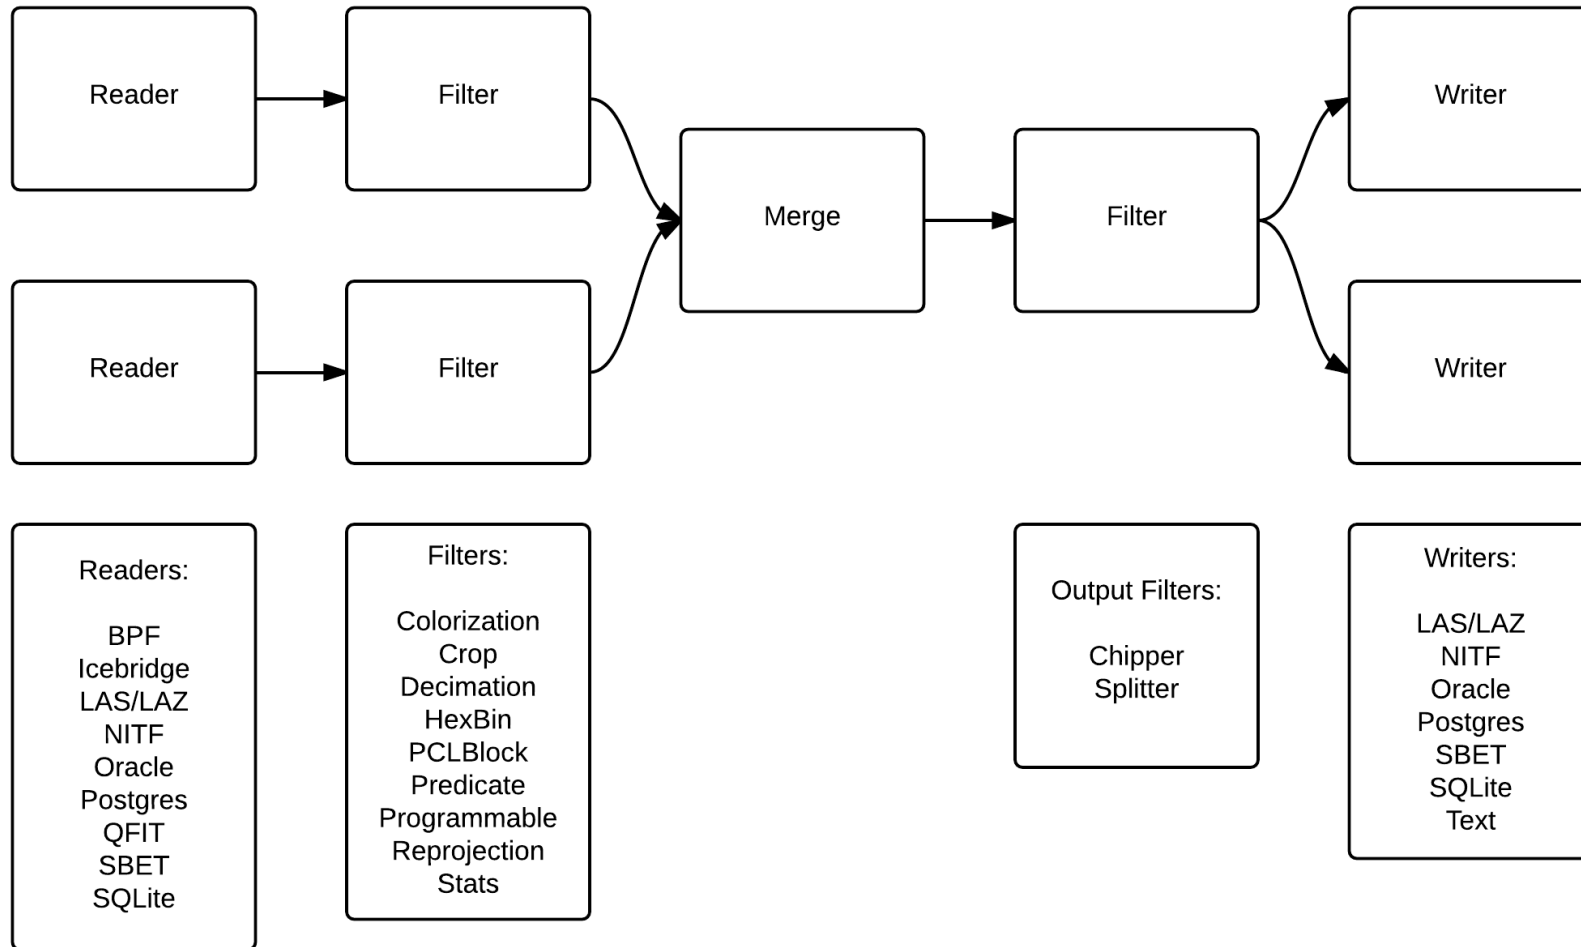 Reader
Filter
Writer
Merge
Filter
Reader
Filter
Writer
Readers:
BPF
Icebridge
LAS/LAZ
NITF
Oracle
Postgres
QFIT
SBET
SQLite
Filters:
Colorization
Crop
Decimation
HexBin
PCLBlock
Predicate
Programmable
Reprojection
Stats
Output Filters:
Chipper
Splitter
Writers:
LAS/LAZ
NITF
Oracle
Postgres
SBET
SQLite
Text